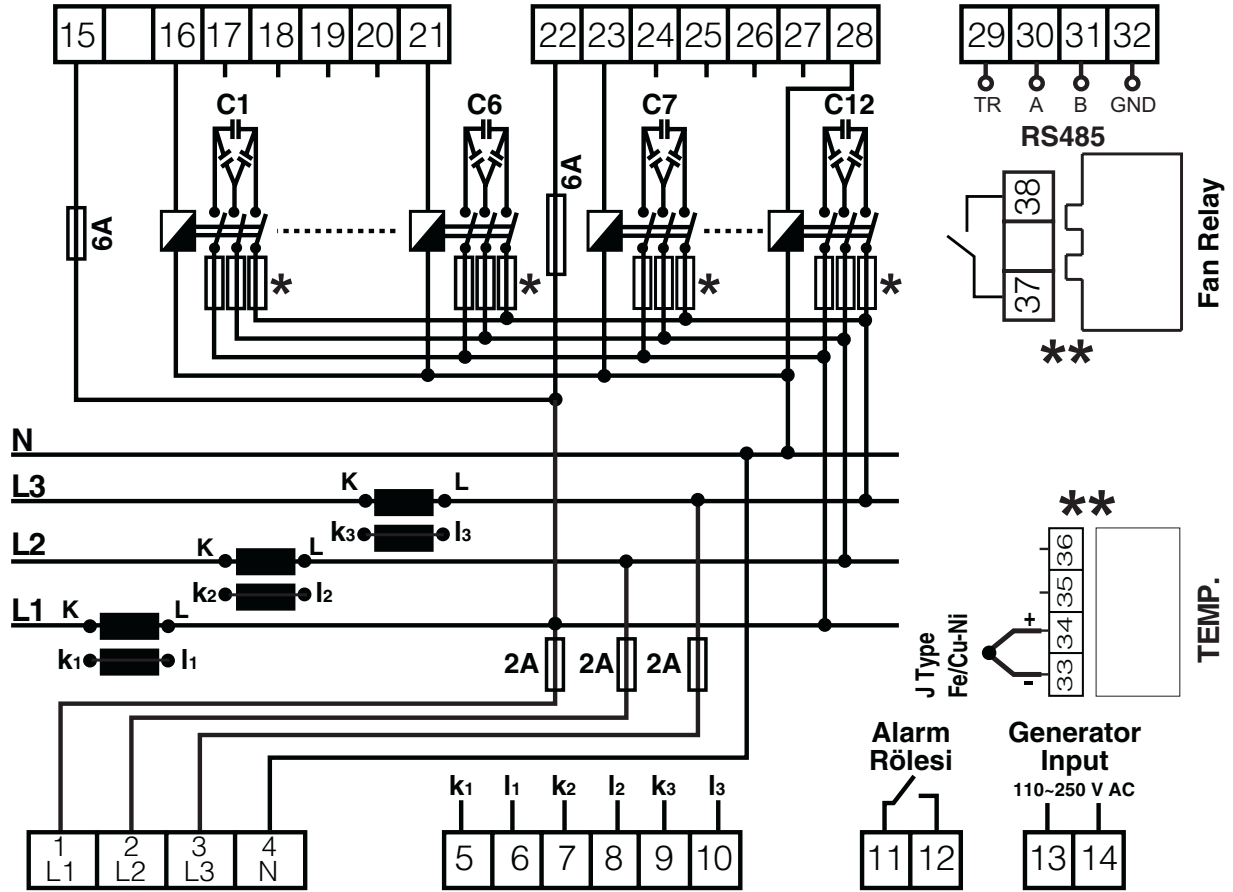 15 16 17 18 19 20 21 22 23 24 25 26 27 28 29 30 31 32
TR A B GND
RS485
C1 C6 C7 C12
6A 6A
* * * *
38
37
Fan Relay
**
N
L3 K L
k3 l3
L2 K L
k2 l2
L1 K L
k1 l1
2A 2A 2A
**
36
35
34
33
+
-
J Type
Fe/Cu-Ni
TEMP.
Alarm
Rölesi
Generator
Input
110~250 V AC
k1 l1 k2 l2 k3 l3
1 2 3 4
L1 L2 L3 N
5 6 7 8 9 10 11 12 13 14